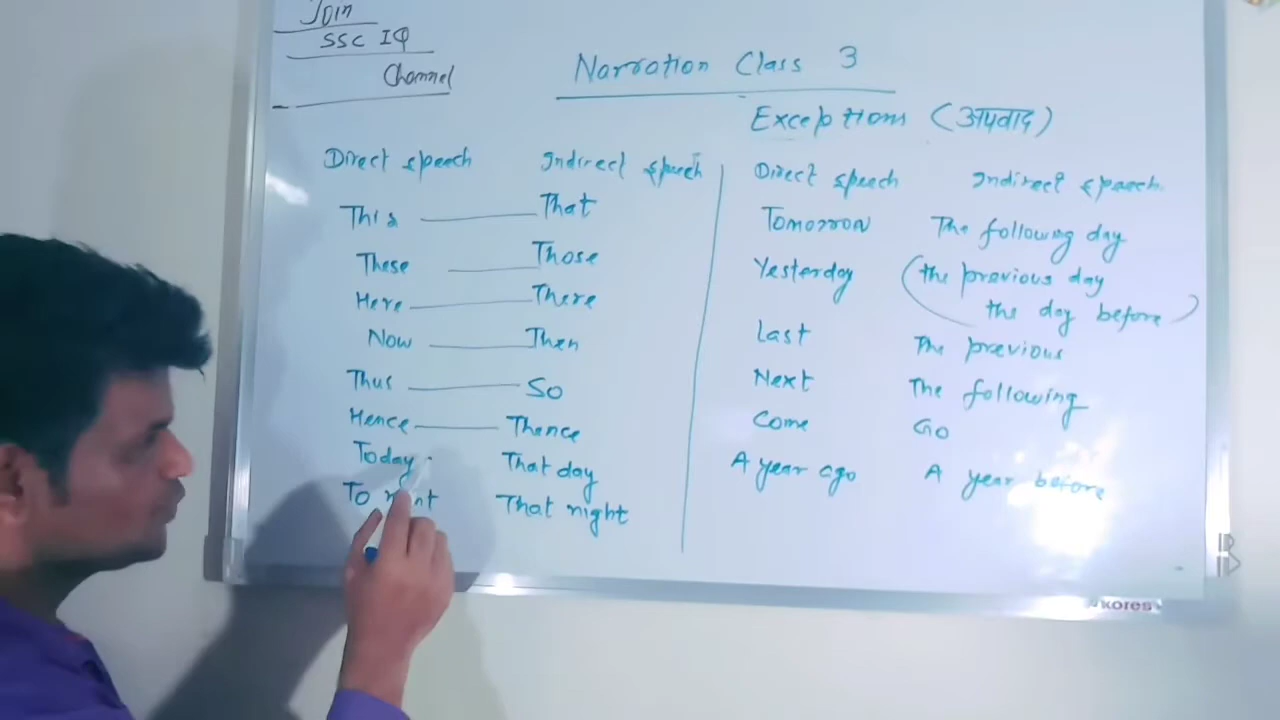 Join
SSC IQ
Channel
Narration Class 3
Exceptions (अपवाद)
Direct speech Indirect speech
This That
These Those
Here There
Now Then
Thus So
Hence Thence
Today That day
To That night
Direct speech Indirect speech
Tomorrow The following day
Yesterday (the previous day
the day before)
Last The previous
Next The following
Come Go
A year ago A year before
kores